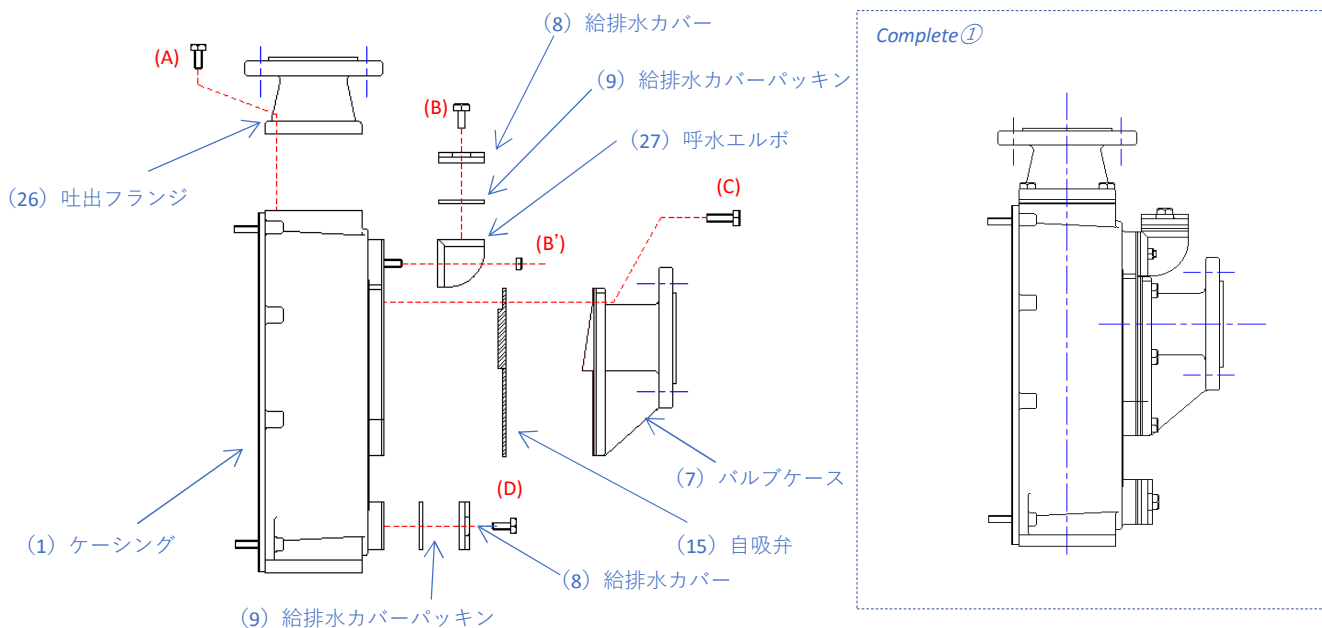 (8)給排水カバー
Complete①
(A)
(9)給排水カバーパッキン
(B)
(27)呼水エルボ
(C)
(26)吐出フランジ
(B’)
(7)バルブケース
(D)
(1)ケーシング
(15)自吸弁
(8)給排水カバー
(9)給排水カバーパッキン